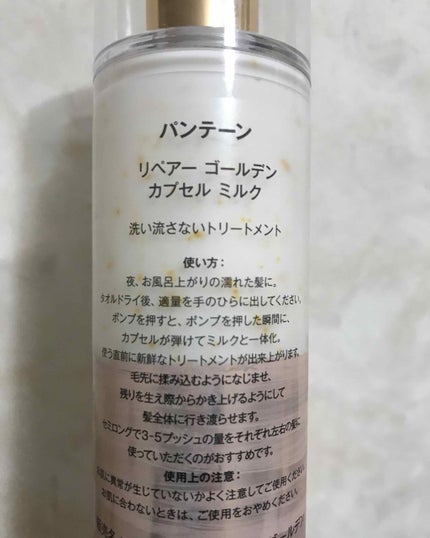 パンテーン
リペアー ゴールデン
カプセル ミルク
洗い流さないトリートメント
使い方：
夜、お風呂上がりの濡れた髪に。
タオルドライ後、適量を手のひらに出してください。
ポンプを押すと、ポンプを押した瞬間に、
カプセルが弾けてミルクと一体化。
使う直前に新鮮なトリートメントが出来上がります。
毛先に揉み込むようになじませ、
残りを生え際からかき上げるようにして
髪全体に行き渡らせます。
セミロングで3-5プッシュの量をそれぞれ左右の髪に
使っていただくのがおすすめです。
使用上の注意：
お肌に異常が生じていないかよく注意してご使用ください。
お肌に合わないときは、ご使用をおやめください。